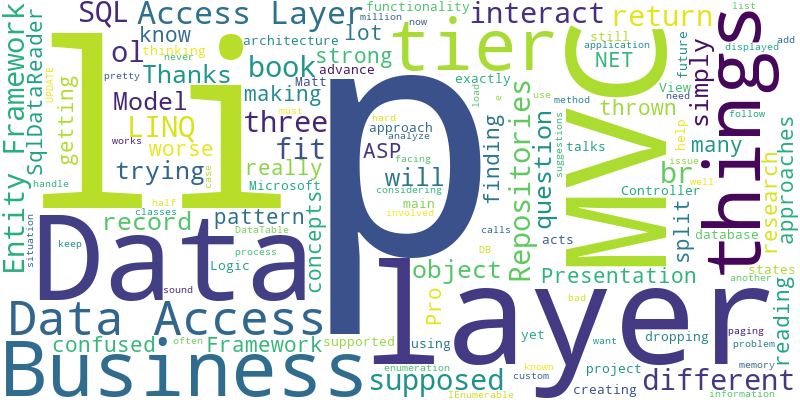 SQL
Access Layer
functionality
million
now
interact
list
return
add
know
architecture
lot
tier
still
application
NET
future
displayed
never
thinking
Thanks
strong
book
advance
exactly
View
need
simply
things
Entity Framework
SqlDataReader
UPDATE
getting
ol
pretty
Model
Matt
making
LINQ
three
works
worse
trying
fit
ASP
approach
hard
analyze
e
load
use
method
MVC
thrown
many
follow
approaches
li
p
really
case
must
Microsoft
will
facing
considering
main
involved
finding
Repositories
question
suggestions
talks
br
help
issue
well
research
Controller
database
half
classes
concepts
pattern
record
DataTable
process
Logic
sound
calls
DB
acts
split
states
another
Data
layer
object
Presentation
Pro
reading
situation
handle
keep
Data Access
confused
often
Framework
supported
using
yet
bad
dropping
want
paging
problem
Business
enumeration
supposed
IEnumerable
known
custom
project
creating
different
memory
information